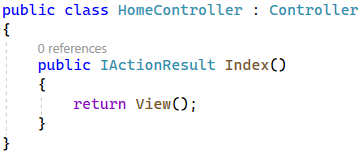 public class HomeController : Controller
{
0 references
public IActionResult Index()
{
return View();
}
}